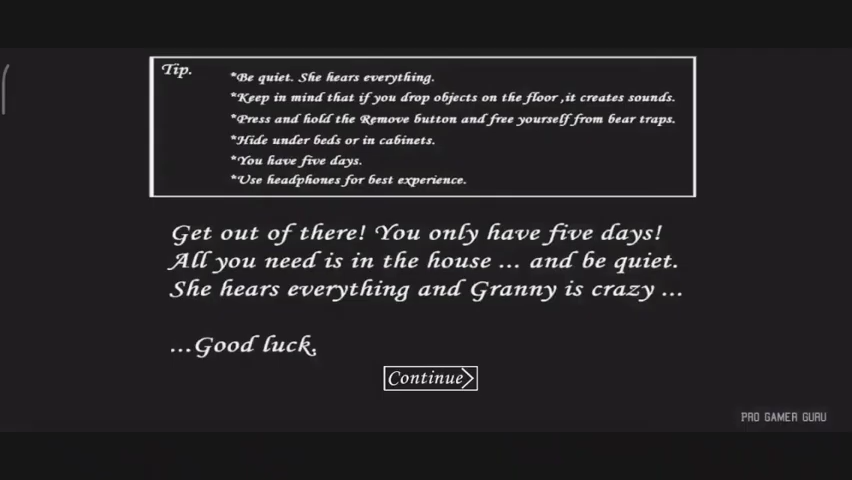 Tip.
*Be quiet. She hears everything.
*Keep in mind that if you drop objects on the floor ,it creates sounds.
*Press and hold the Remove button and free yourself from bear traps.
*Hide under beds or in cabinets.
*You have five days.
*Use headphones for best experience.
Get out of there! You only have five days!
All you need is in the house ... and be quiet.
She hears everything and Granny is crazy ...
...Good luck.
Continue
PRO GAMER GURU